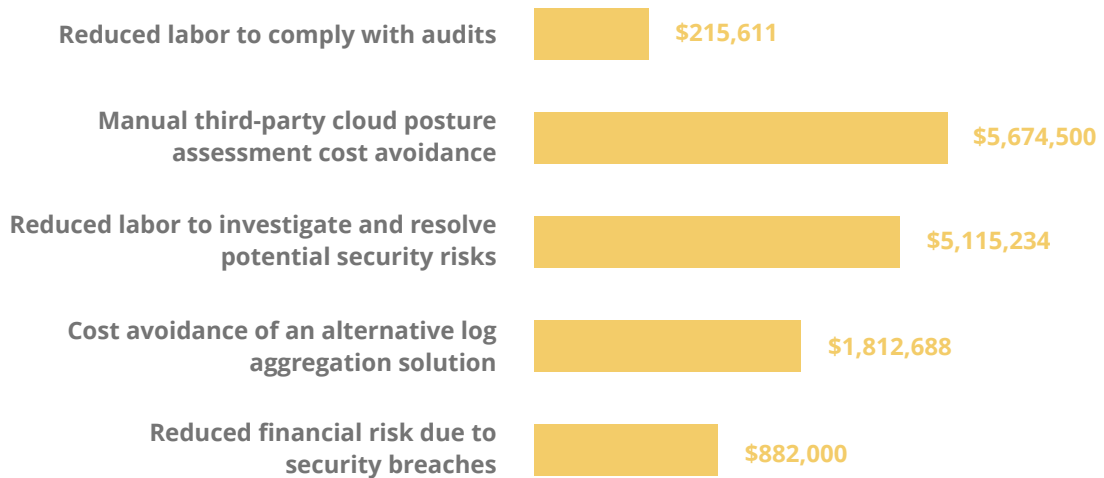 Reduced labor to comply with audits
$215,611
Manual third-party cloud posture
assessment cost avoidance
$5,674,500
Reduced labor to investigate and resolve
potential security risks
$5,115,234
Cost avoidance of an alternative log
aggregation solution
$1,812,688
Reduced financial risk due to
security breaches
$882,000